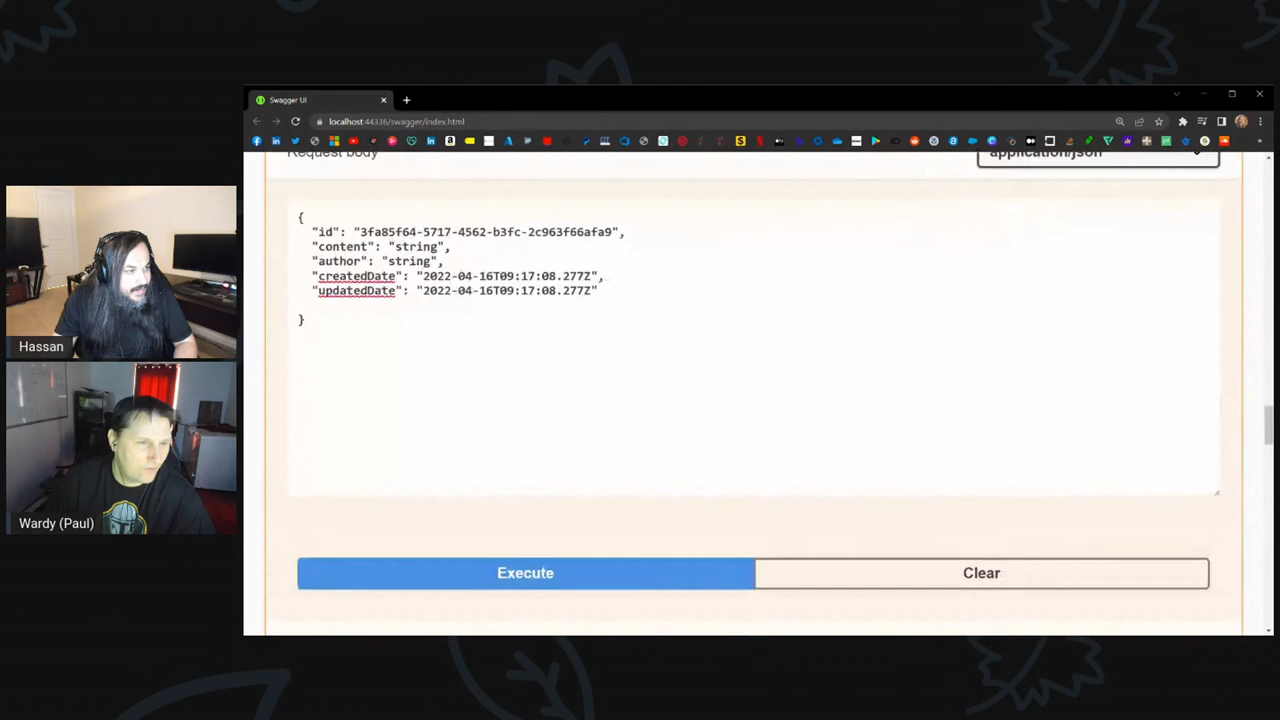 Swagger UI
localhost:44336/swagger/index.html
Request body
application/json
{
"id": "3fa85f64-5717-4562-b3fc-2c963f66afa9",
"content": "string",
"author": "string",
"createdDate": "2022-04-16T09:17:08.277Z",
"updatedDate": "2022-04-16T09:17:08.277Z"
}
Execute
Clear
Hassan
Wardy (Paul)